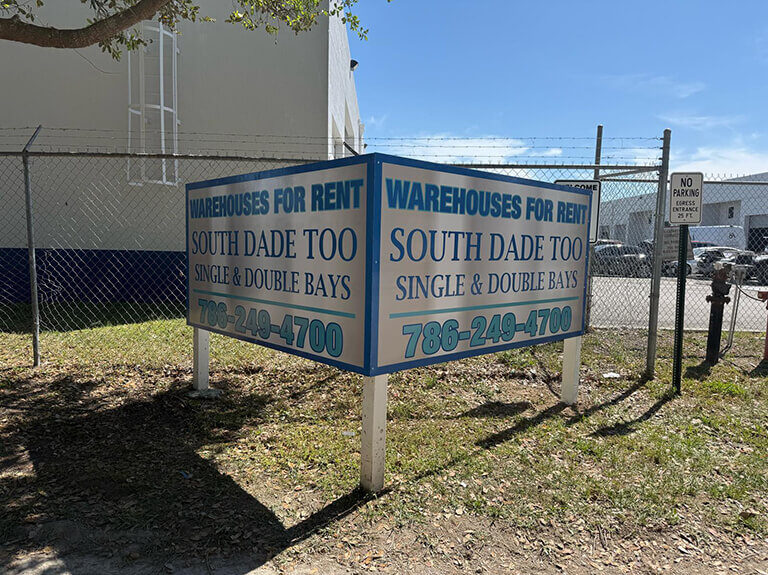 WAREHOUSES FOR RENT
SOUTH DADE TOO
SINGLE & DOUBLE BAYS
786-249-4700
WAREHOUSES FOR RENT
SOUTH DADE TOO
SINGLE & DOUBLE BAYS
786-249-4700
NO
PARKING
EGRESS
ENTRANCE
25 FT.